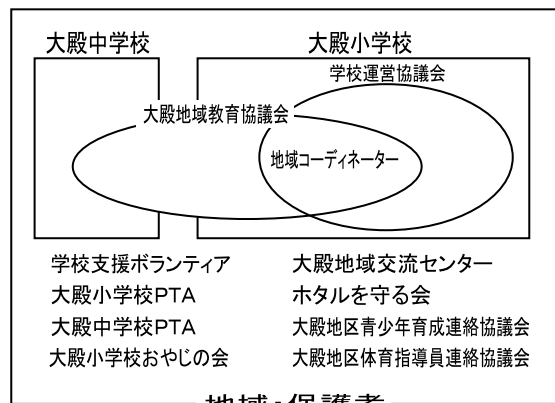 大殿中学校
大殿小学校
学校運営協議会
大殿地域教育協議会
地域コーディネーター
学校支援ボランティア
大殿小学校PTA
大殿中学校PTA
大殿小学校おやじの会
大殿地域交流センター
ホタルを守る会
大殿地区青少年育成連絡協議会
大殿地区体育指導員連絡協議会
地域・保護者